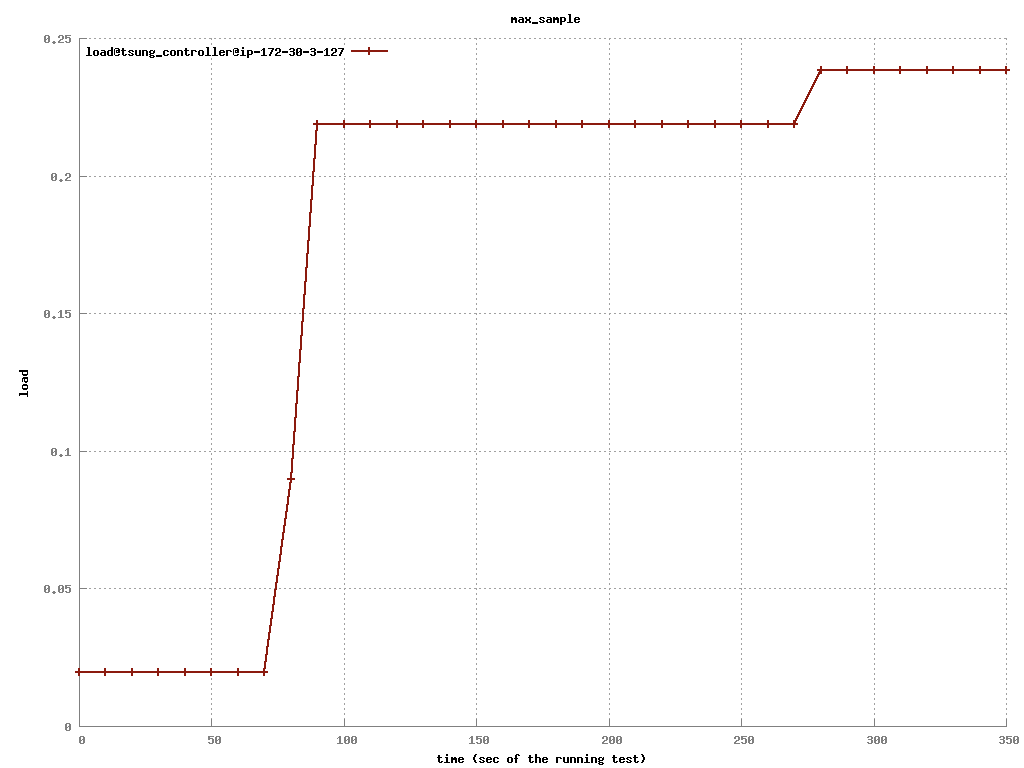 max_sample
load@tsung_controller@ip-172-30-3-127
0.25
0.2
0.15
0.1
0.05
0
load
0 50 100 150 200 250 300 350
time (sec of the running test)